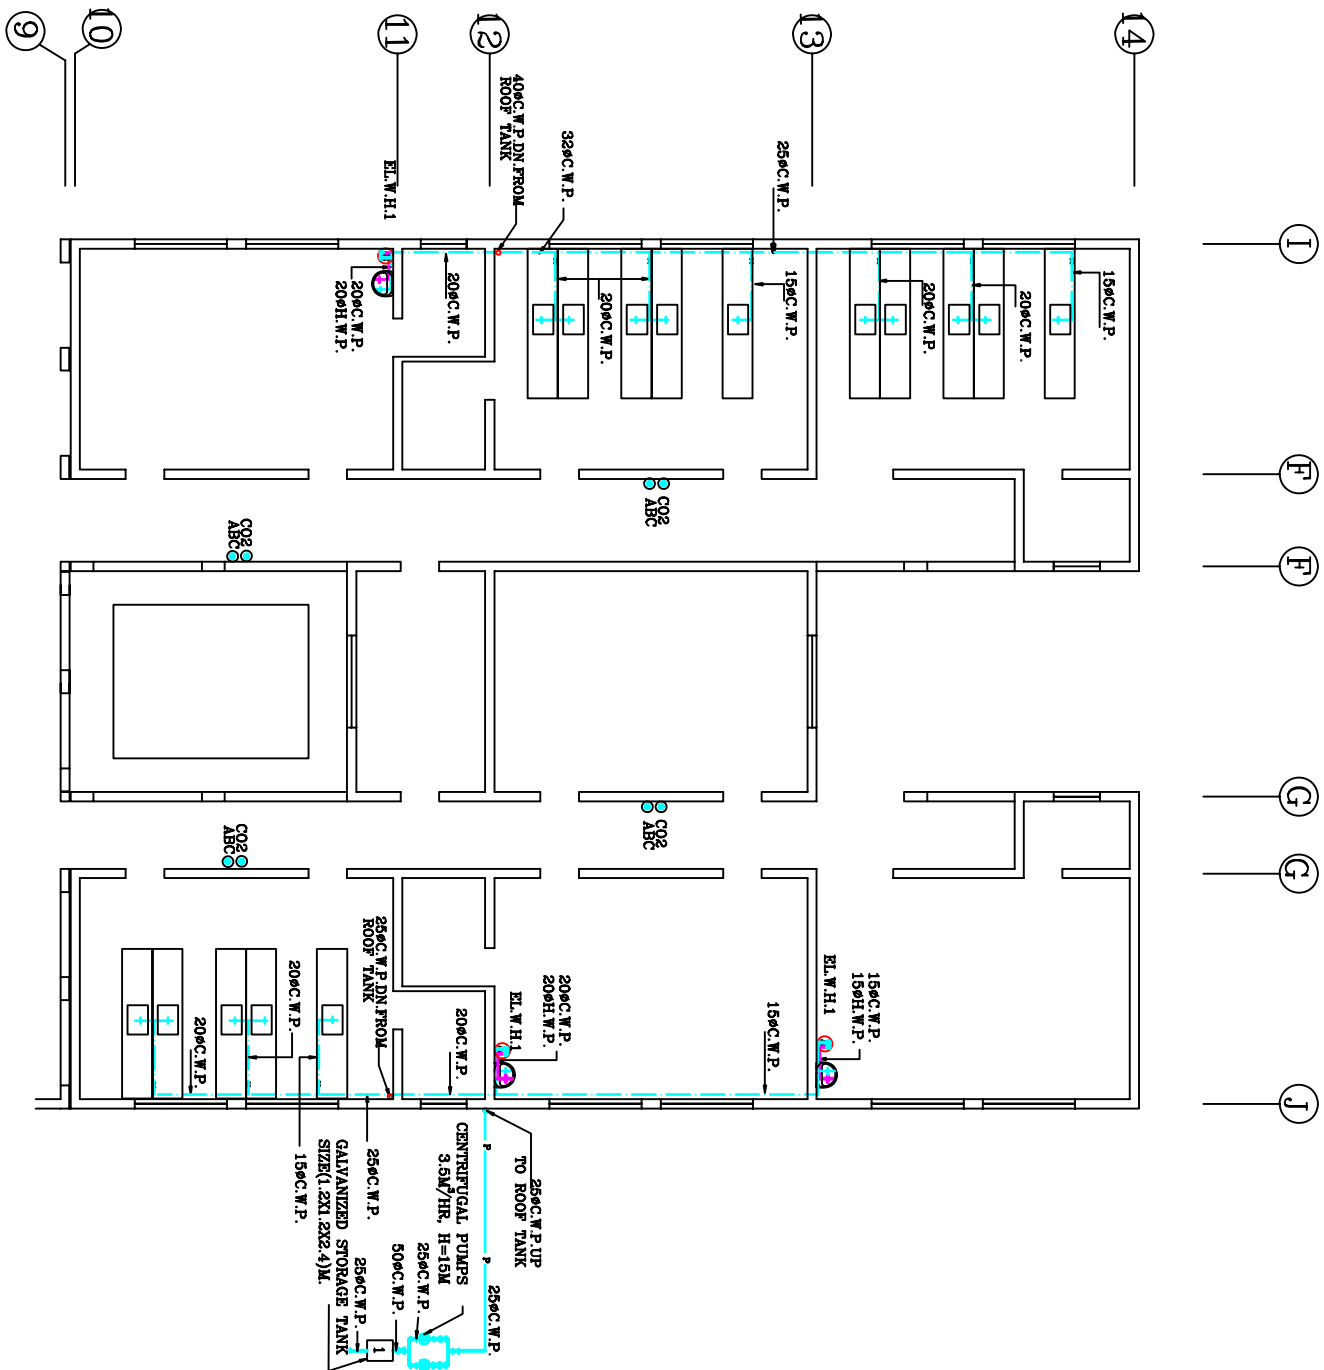 9
10
11
12
13
14
I
F
F
G
G
J
40øC.W.P.DN.FROM
ROOF TANK
32øC.W.P.
25øC.W.P.
EL.W.H.1
20øC.W.P.
20øH.W.P.
20øC.W.P.
20øC.W.P.
15øC.W.P.
20øC.W.P.
20øC.W.P.
15øC.W.P.
CO2
ABC
CO2
ABC
CO2
ABC
CO2
ABC
25øC.W.P.DN.FROM
ROOF TANK
20øC.W.P.
20øC.W.P.
20øC.W.P.
EL.W.H.1
20øC.W.P.
20øH.W.P.
15øC.W.P.
EL.W.H.1
15øC.W.P.
15øH.W.P.
15øC.W.P.
25øC.W.P.
25øC.W.P.UP
TO ROOF TANK
P
P
CENTRIFUGAL PUMPS
3.5M³/HR, H=15M
25øC.W.P.
25øC.W.P.
50øC.W.P.
25øC.W.P.
GALVANIZED STORAGE TANK
SIZE(1.2X1.2X2.4)M.
1